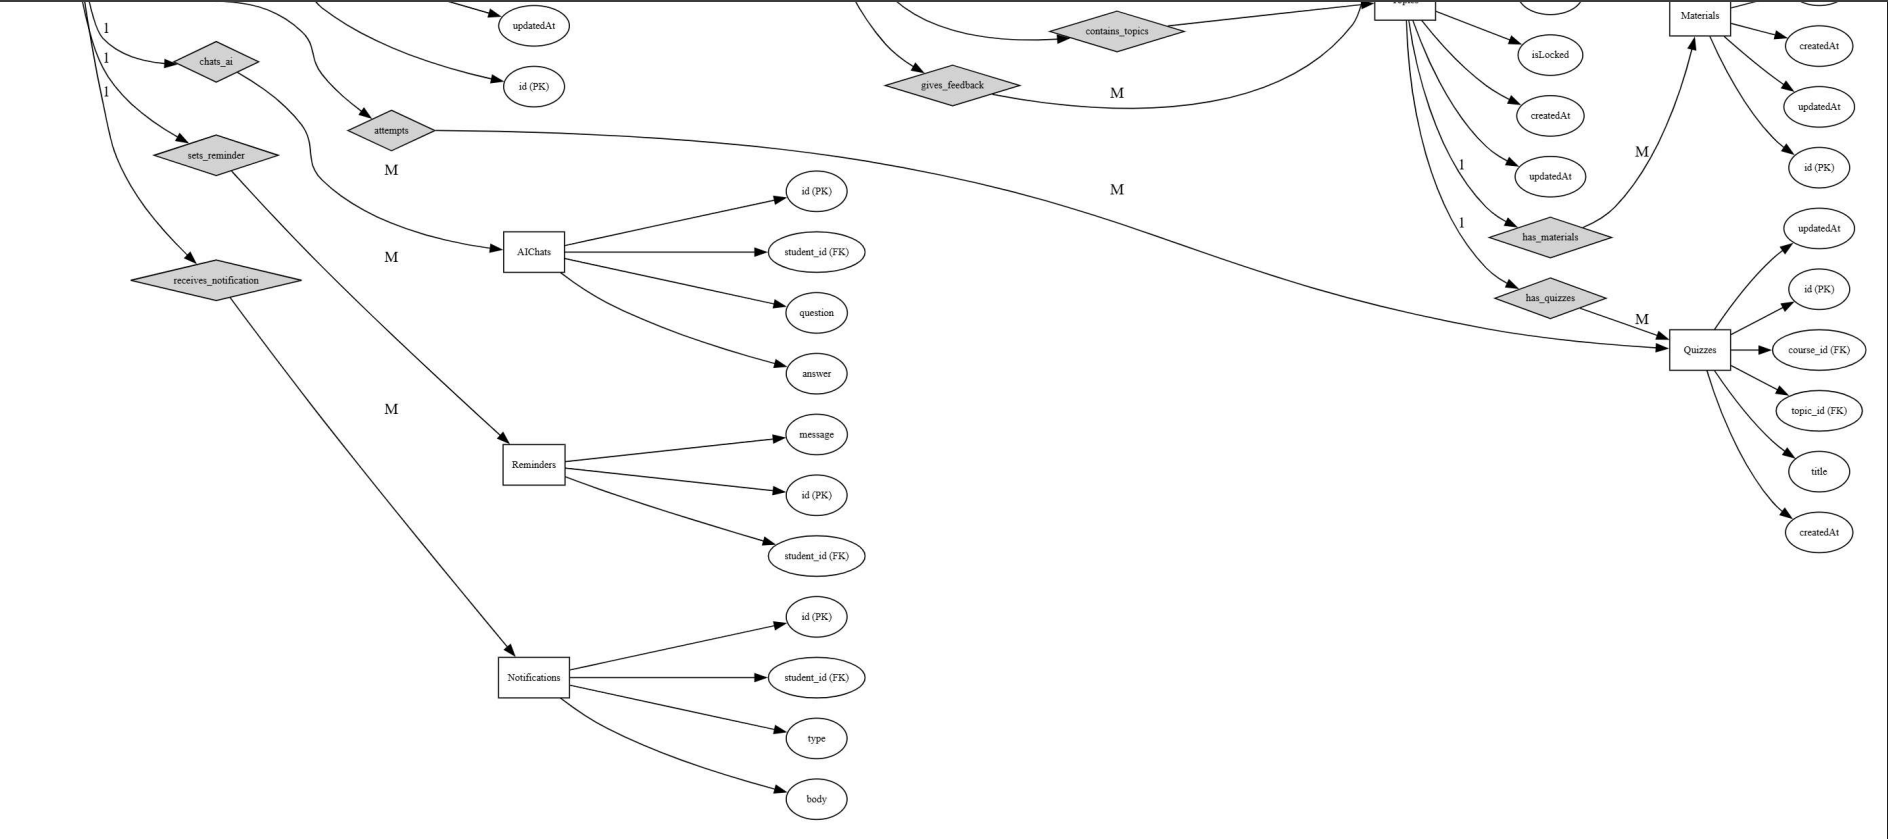 Topics
Materials
updatedAt
1
contains_topics
createdAt
isLocked
1
chats_ai
id (PK)
gives_feedback
M
1
updatedAt
createdAt
attempts
M
sets_reminder
M
1
id (PK)
updatedAt
id (PK)
M
1
updatedAt
has_materials
AIChats
student_id (FK)
M
receives_notification
id (PK)
has_quizzes
question
M
Quizzes
course_id (FK)
answer
M
topic_id (FK)
message
Reminders
title
id (PK)
createdAt
student_id (FK)
id (PK)
Notifications
student_id (FK)
type
body